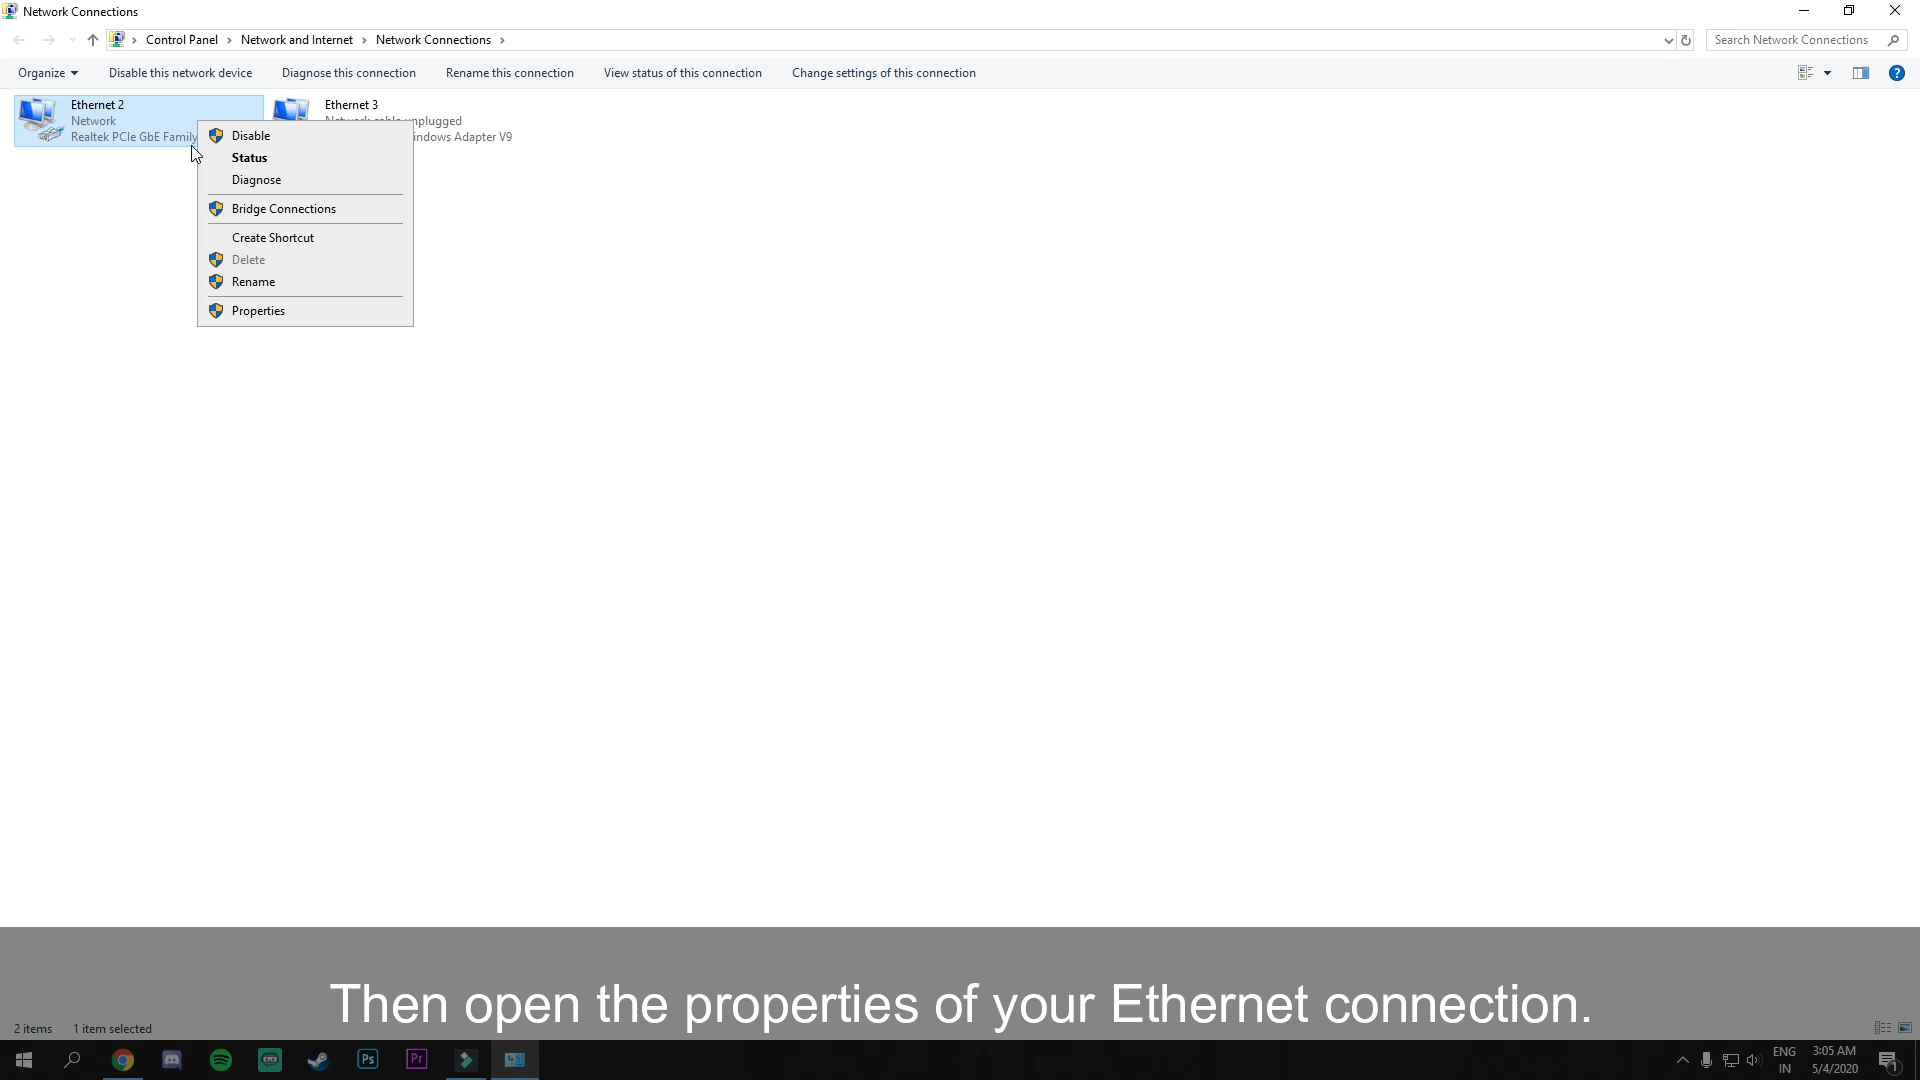 Network Connections
Control Panel
Network and Internet
Network Connections
Search Network Connections
Organize
Disable this network device
Diagnose this connection
Rename this connection
View status of this connection
Change settings of this connection
Ethernet 2
Network
Realtek PCIe GbE Family
Ethernet 3
unplugged
indows Adapter V9
Disable
Status
Diagnose
Bridge Connections
Create Shortcut
Delete
Rename
Properties
Then open the properties of your Ethernet connection.
2 items
1 item selected
Ps
Pr
ENG
IN
3:05 AM
5/4/2020
1